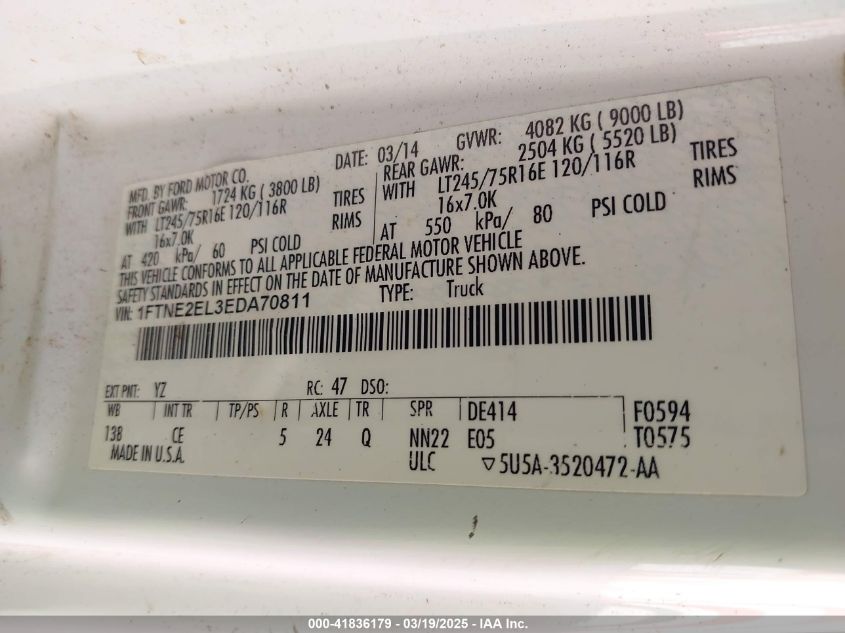 MFD. BY FORD MOTOR CO.
DATE: 03/14 GVWR: 4082 KG ( 9000 LB)
FRONT GAWR: 1724 KG ( 3800 LB)
WITH LT245/75R16E 120/116R TIRES
16x7.0K RIMS
AT 420 kPa/ 60 PSI COLD
REAR GAWR: 2504 KG ( 5520 LB)
WITH LT245/75R16E 120/116R TIRES
16x7.0K RIMS
AT 550 kPa/ 80 PSI COLD
THIS VEHICLE CONFORMS TO ALL APPLICABLE FEDERAL MOTOR VEHICLE
SAFETY STANDARDS IN EFFECT ON THE DATE OF MANUFACTURE SHOWN ABOVE.
VIN: 1FTNE2EL3EDA70811 TYPE: Truck
EXT PNT: YZ RC: 47 DSO:
WB INT TR TP/PS R AXLE TR SPR DE414 F0594
138 CE 5 24 Q NN22 E05 T0575
MADE IN U.S.A. ULC ▽5U5A-3520472-AA
000-41836179 - 03/19/2025 - IAA Inc.